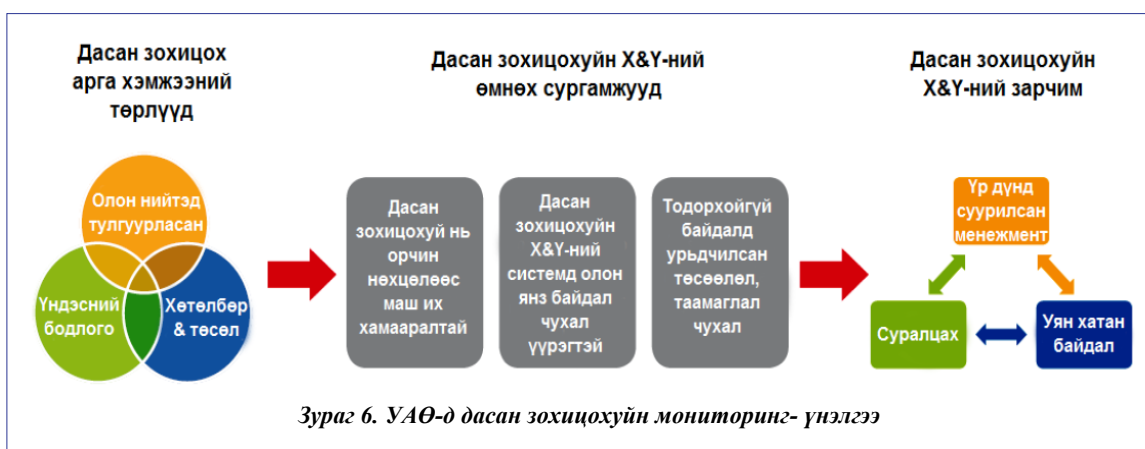 Дасан зохицох
арга хэмжээний
төрлүүд
Олон нийтэд
тулгуурласан
Үндэсний
бодлого
Хөтөлбөр
& төсөл
Дасан зохицохуйн Х&Ү-ний
өмнөх сургамжууд
Дасан
зохицохуй нь
орчин
нөхцөлөөс
маш их
хамааралтай
Дасан
зохицохуйн
Х&Ү-ний
системд олон
янз байдал
чухал
үүрэгтэй
Тодорхойгүй
байдалд
урьдчилсан
төсөөлөл,
таамаглал
чухал
Дасан зохицохуйн
Х&Ү-ний зарчим
Үр дүнд
суурилсан
менежмент
Суралцах
Уян хатан
байдал
Зураг 6. УАӨ-д дасан зохицохуйн мониторинг- үнэлгээ